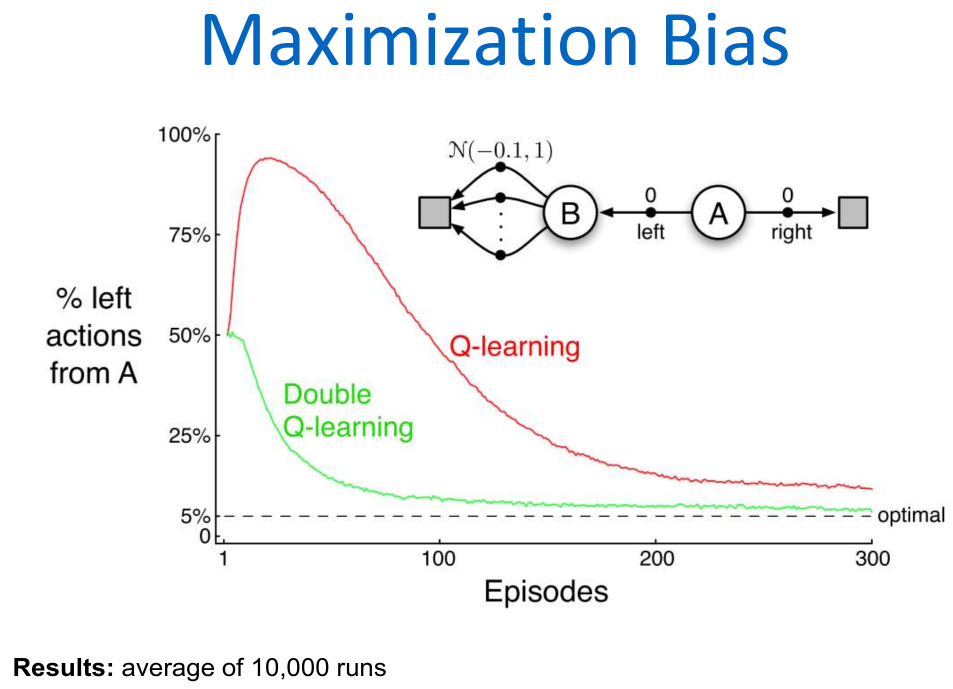 Maximization Bias
100%
75%
50%
25%
5%
0
% left
actions
from A
𝒩(−0.1, 1)
B
0
left
A
0
right
Q-learning
Double
Q-learning
optimal
1
100
200
300
Episodes
Results: average of 10,000 runs